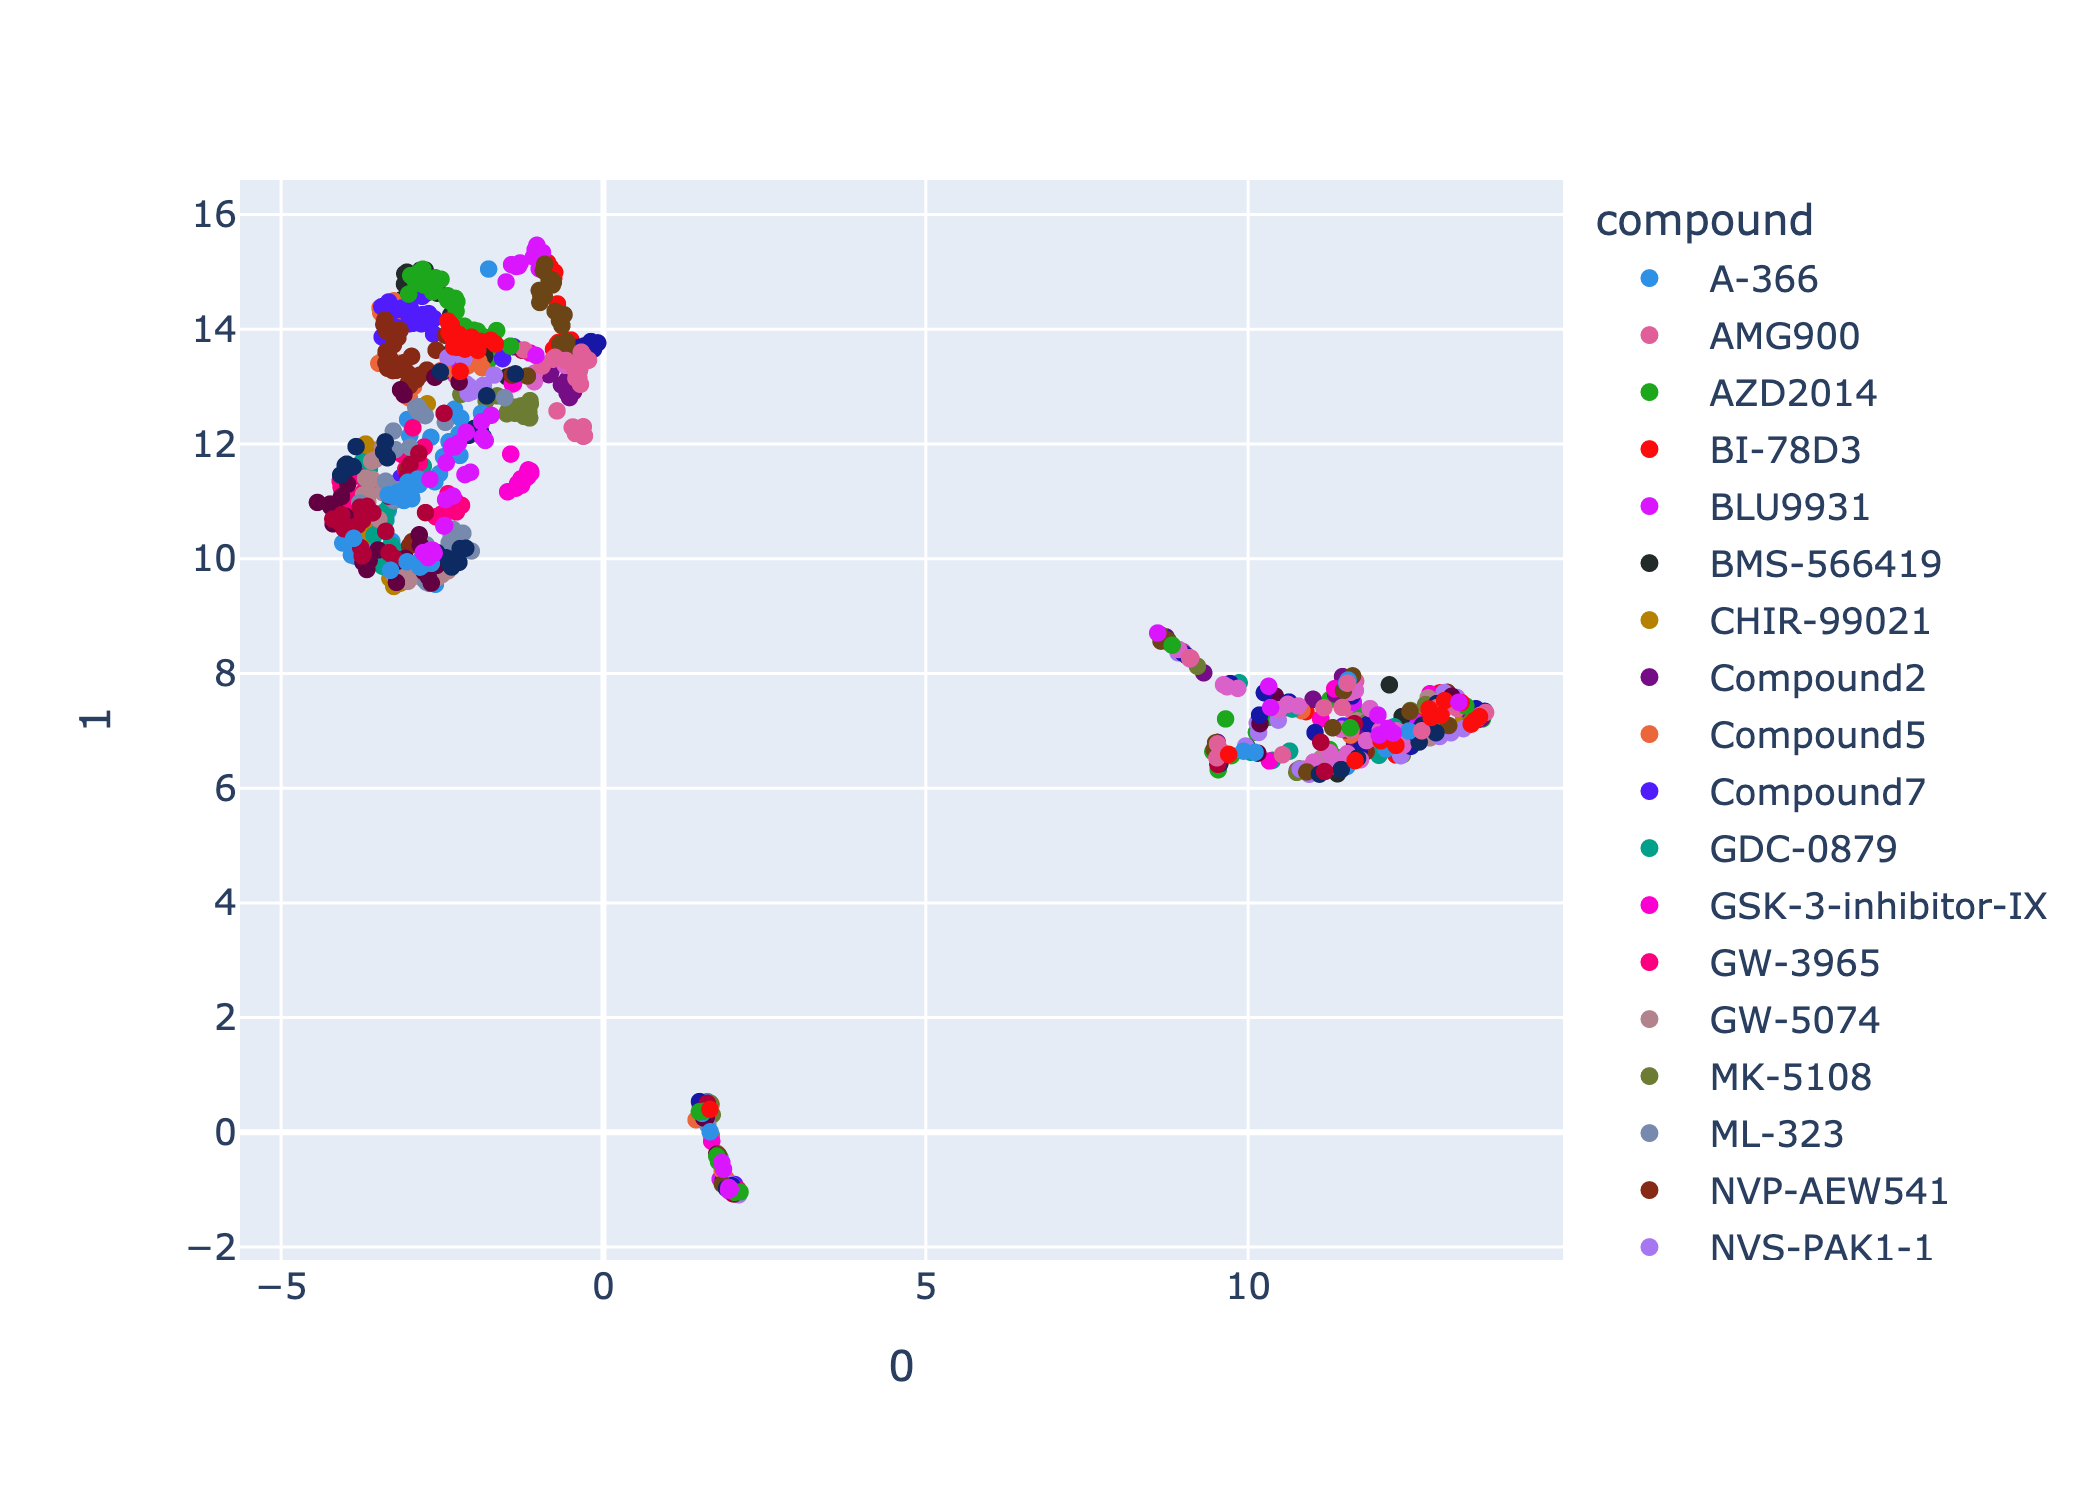 compound
A-366
AMG900
AZD2014
BI-78D3
BLU9931
BMS-566419
CHIR-99021
Compound2
Compound5
Compound7
GDC-0879
GSK-3-inhibitor-IX
GW-3965
GW-5074
MK-5108
ML-323
NVP-AEW541
NVS-PAK1-1
16
14
12
10
8
6
4
2
0
−2
−5
0
5
10
0
1